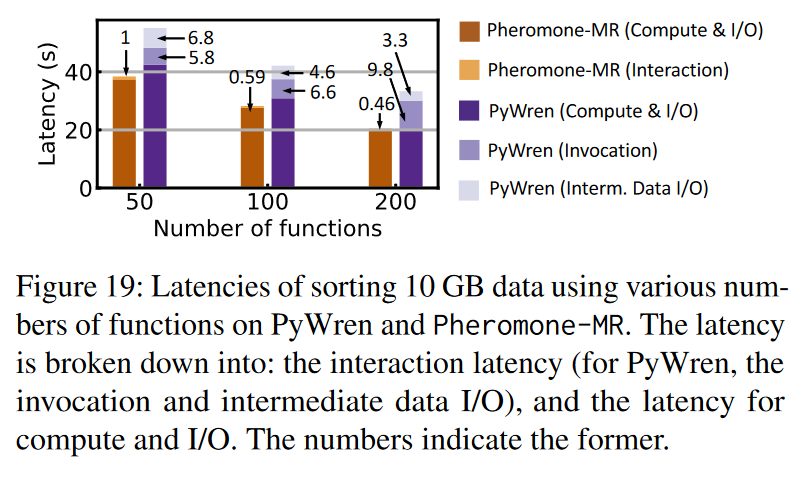 Latency (s)
40
20
0
1
6.8
5.8
0.59
4.6
6.6
3.3
9.8
0.46
50
100
200
Number of functions
Pheromone-MR (Compute & I/O)
Pheromone-MR (Interaction)
PyWren (Compute & I/O)
PyWren (Invocation)
PyWren (Interm. Data I/O)
Figure 19: Latencies of sorting 10 GB data using various num-
bers of functions on PyWren and Pheromone-MR. The latency
is broken down into: the interaction latency (for PyWren, the
invocation and intermediate data I/O), and the latency for
compute and I/O. The numbers indicate the former.